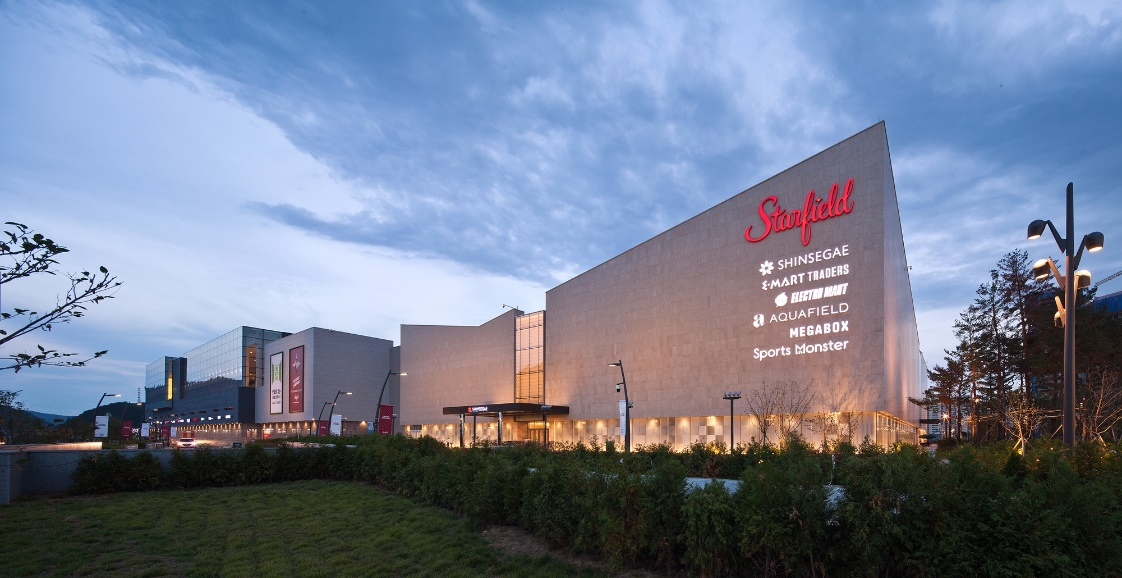 Starfield
SHINSEGAE
E·MART TRADERS
ELECTRO MART
AQUAFIELD
MEGABOX
Sports Monster